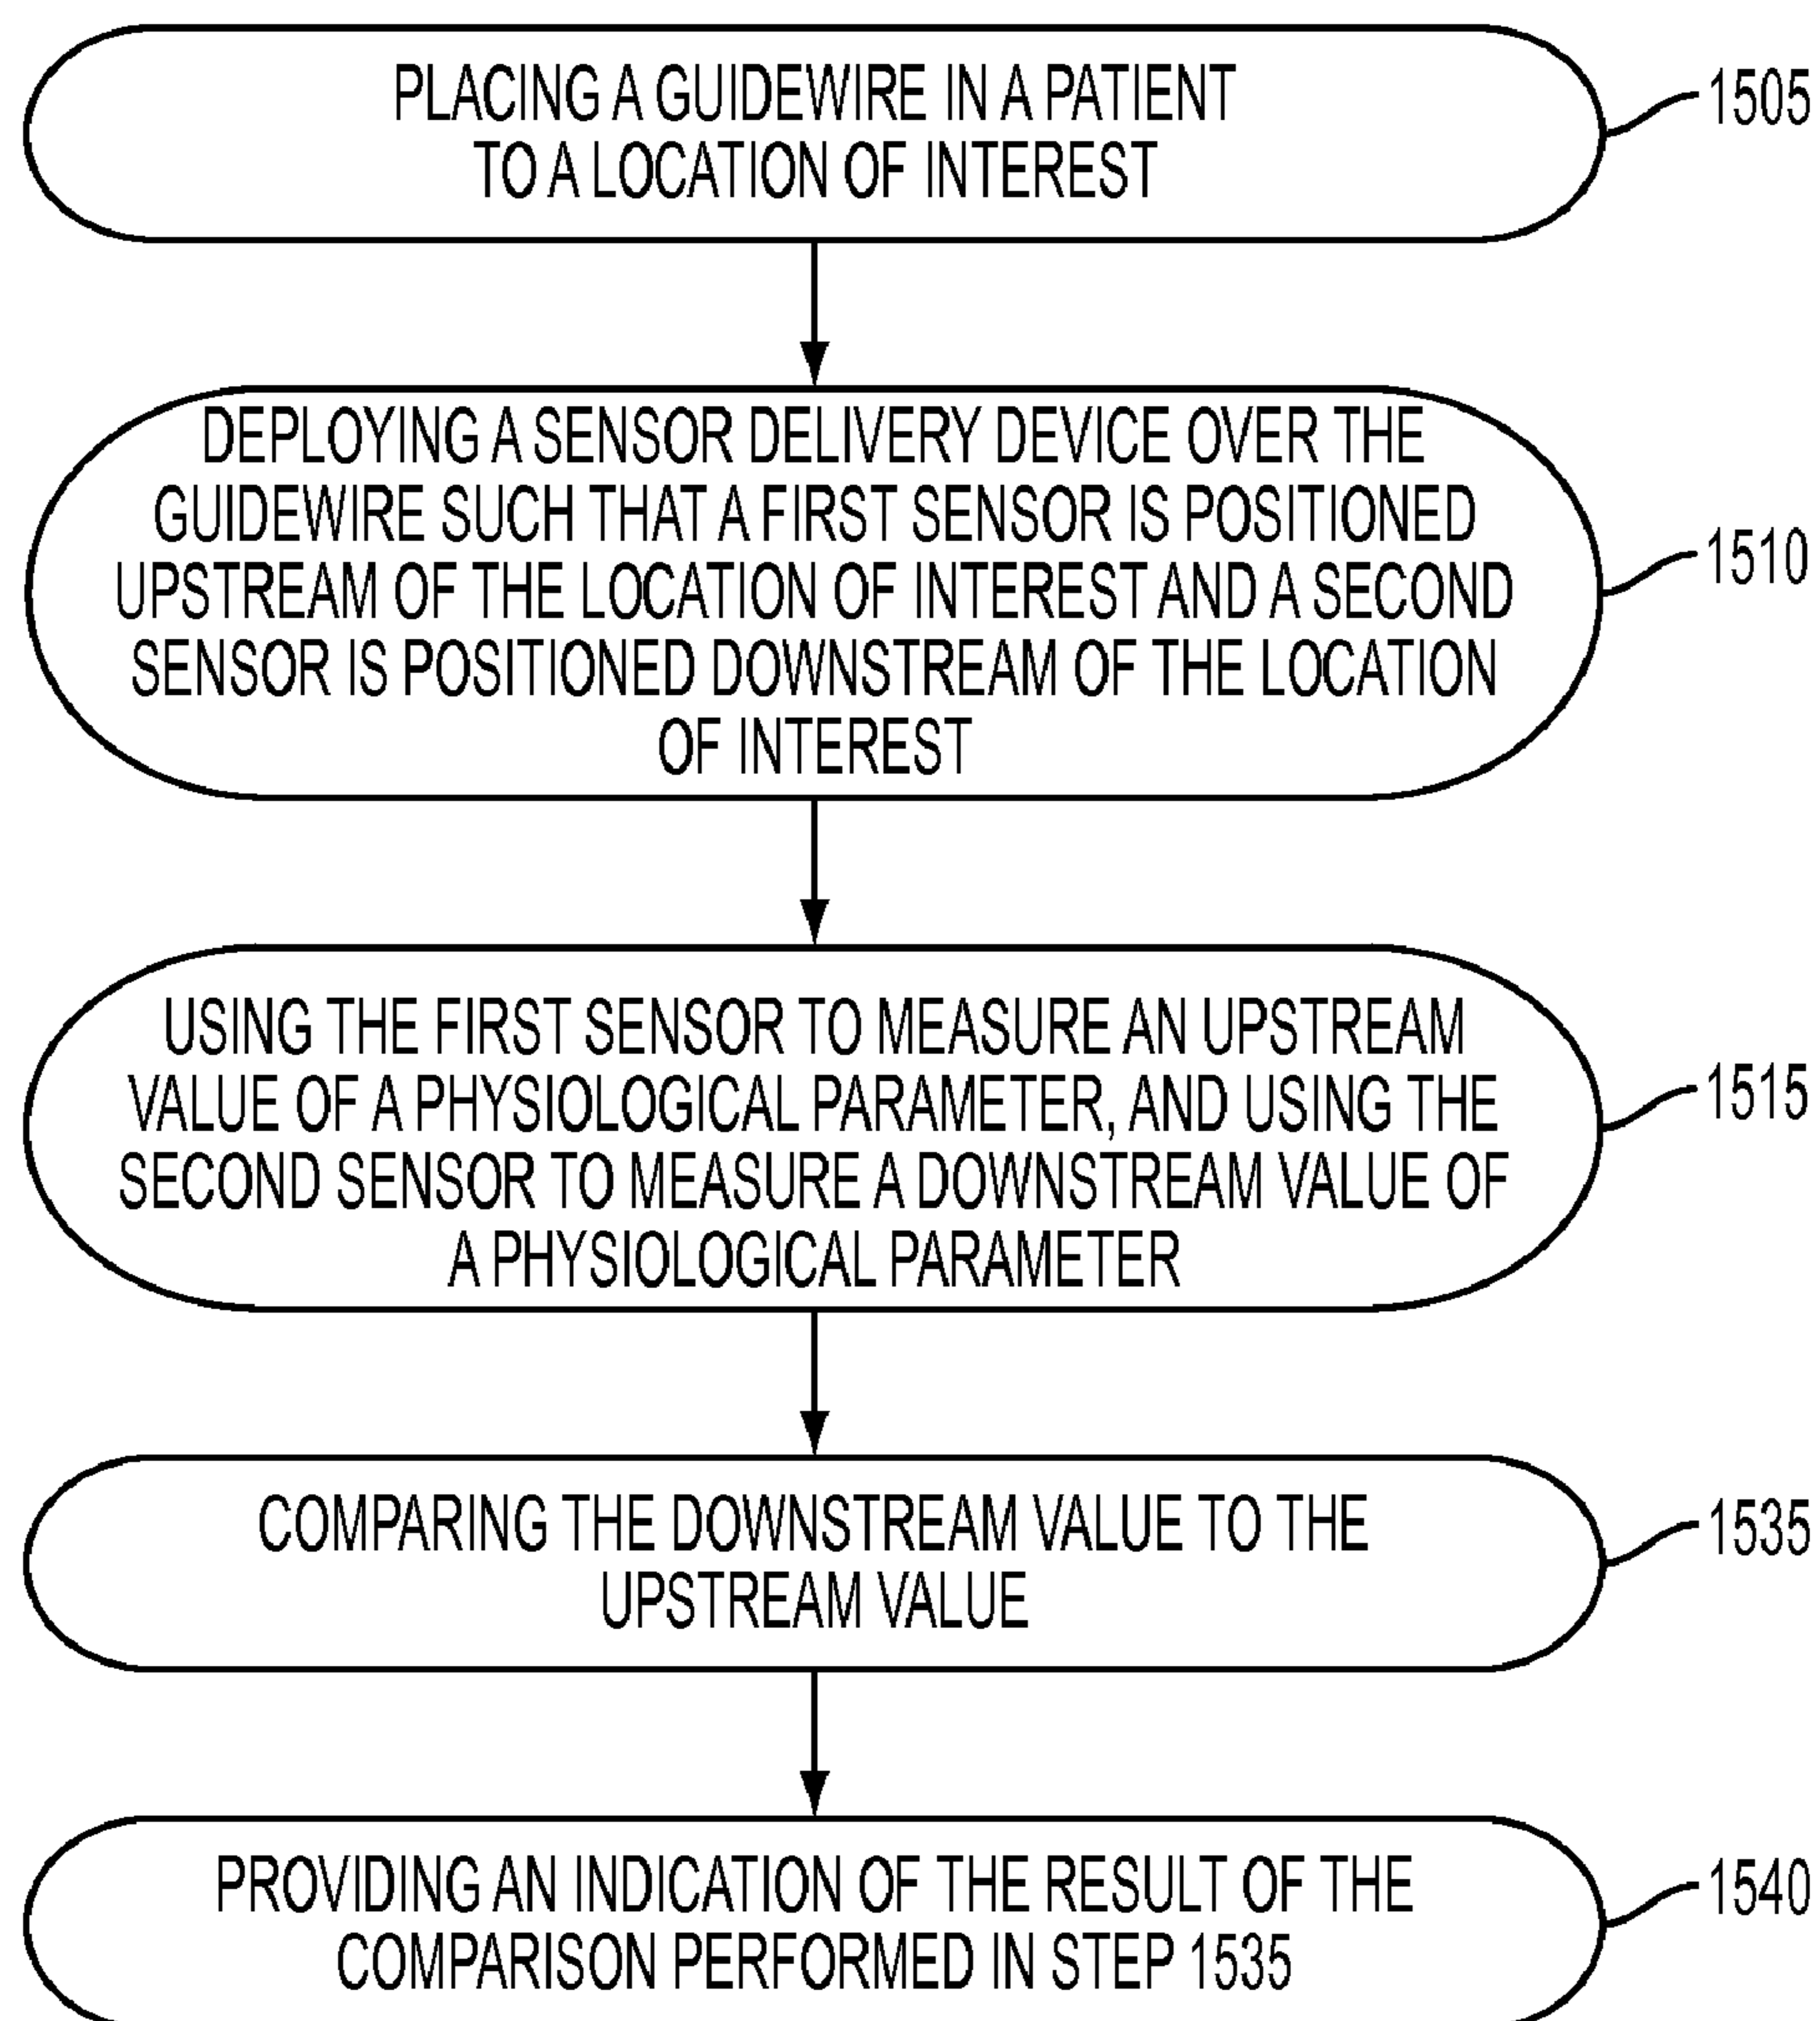 PLACING A GUIDEWIRE IN A PATIENT
TO A LOCATION OF INTEREST
1505
DEPLOYING A SENSOR DELIVERY DEVICE OVER THE
GUIDEWIRE SUCH THAT A FIRST SENSOR IS POSITIONED
UPSTREAM OF THE LOCATION OF INTEREST AND A SECOND
SENSOR IS POSITIONED DOWNSTREAM OF THE LOCATION
OF INTEREST
1510
USING THE FIRST SENSOR TO MEASURE AN UPSTREAM
VALUE OF A PHYSIOLOGICAL PARAMETER, AND USING THE
SECOND SENSOR TO MEASURE A DOWNSTREAM VALUE OF
A PHYSIOLOGICAL PARAMETER
1515
COMPARING THE DOWNSTREAM VALUE TO THE
UPSTREAM VALUE
1535
PROVIDING AN INDICATION OF THE RESULT OF THE
COMPARISON PERFORMED IN STEP 1535
1540